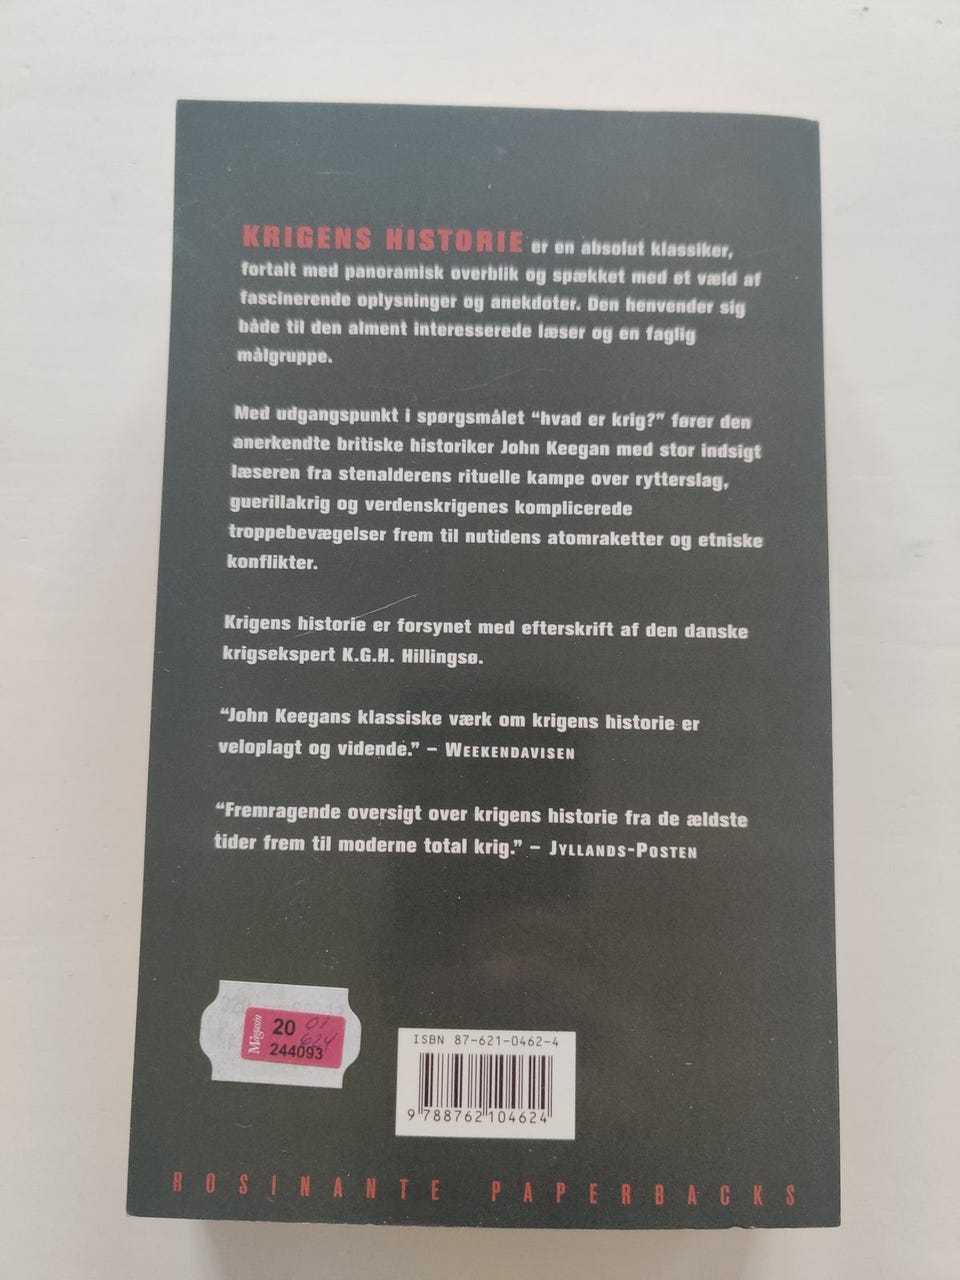 KRIGENS HISTORIE er en absolut klassiker,
fortalt med panoramisk overblik og spækket med et væld af
fascinerende oplysninger og anekdoter. Den henvender sig
både til den alment interesserede læser og en faglig
målgruppe.
Med udgangspunkt i spørgsmålet “hvad er krig?” fører den
anerkendte britiske historiker John Keegan med stor indsigt
læseren fra stenalderens rituelle kampe over rytterslag,
guerillakrig og verdenskrigenes komplicerede
troppebevægelser frem til nutidens atomraketter og etniske
konflikter.
Krigens historie er forsynet med efterskrift af den danske
krigsekspert K.G.H. Hillingsø.
“John Keegans klassiske værk om krigens historie er
veloplagt og vidende.” – WEEKENDAVISEN
“Fremragende oversigt over krigens historie fra de ældste
tider frem til moderne total krig.” – JYLLANDS-POSTEN
Magasin
20 01
624
244093
ISBN 87-621-0462-4
9 788762 104624
ROSINANTE PAPERBACKS